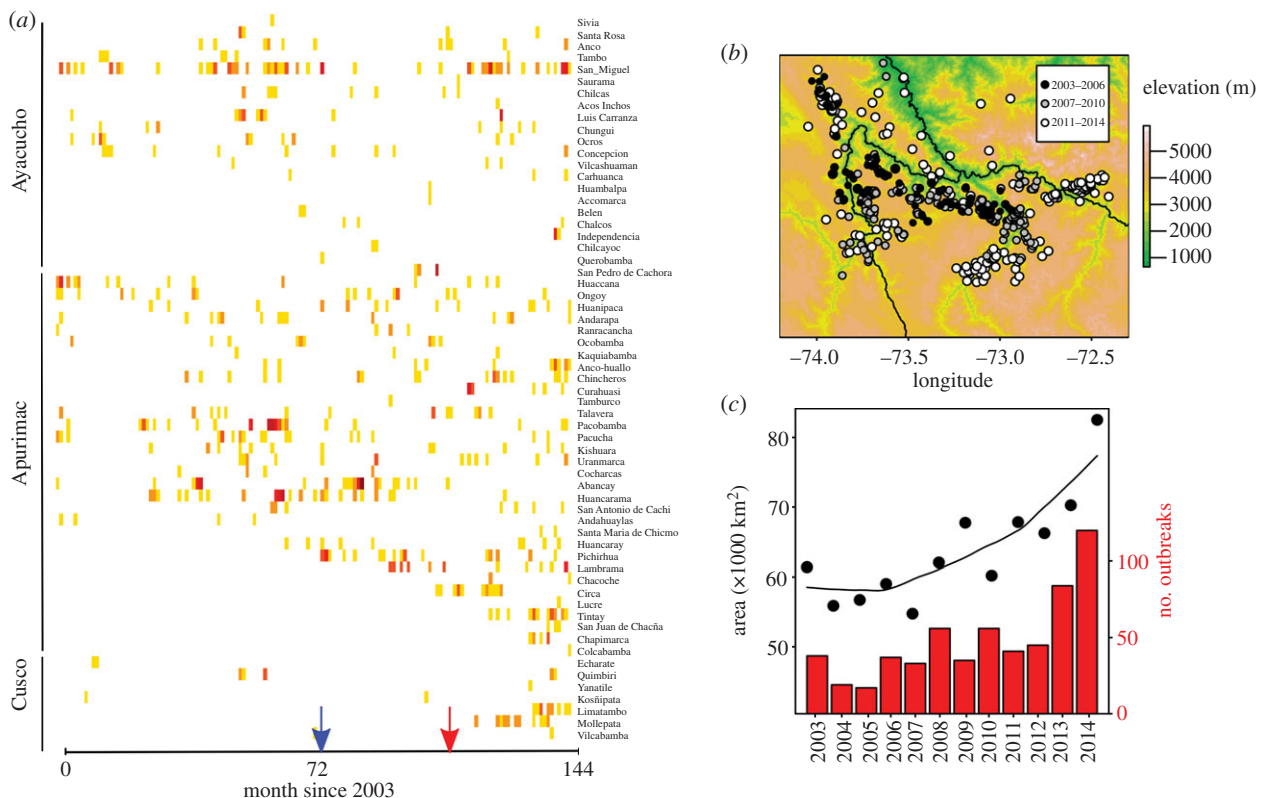 (a)
Ayacucho
Apurimac
Cusco
Sivia
Santa Rosa
Anco
Tambo
San_Miguel
Saurama
Chilcas
Acos Inchos
Luis Carranza
Chungui
Ocros
Concepcion
Vilcashuaman
Carhuanca
Huambalpa
Accomarca
Belen
Chalcos
Independencia
Chilcayoc
Querobamba
San Pedro de Cachora
Huaccana
Ongoy
Huanipaca
Andarapa
Ranracancha
Ocobamba
Kaquiabamba
Anco-huallo
Chincheros
Curahuasi
Tamburco
Talavera
Pacobamba
Pacucha
Kishuara
Uranmarca
Cocharcas
Abancay
Huancarama
San Antonio de Cachi
Andahuaylas
Santa Maria de Chicmo
Huancaray
Pichirhua
Lambrama
Chacoche
Circa
Lucre
Tintay
San Juan de Chacña
Chapimarca
Colcabamba
Echarate
Quimbiri
Yanatile
Kosñipata
Limatambo
Mollepata
Vilcabamba
0 72 144
month since 2003
(b)
2003–2006
2007–2010
2011–2014
elevation (m)
5000
4000
3000
2000
1000
–74.0 –73.5 –73.0 –72.5
longitude
(c)
area (×1000 km²)
80
70
60
50
no. outbreaks
100
50
0
2003 2004 2005 2006 2007 2008 2009 2010 2011 2012 2013 2014